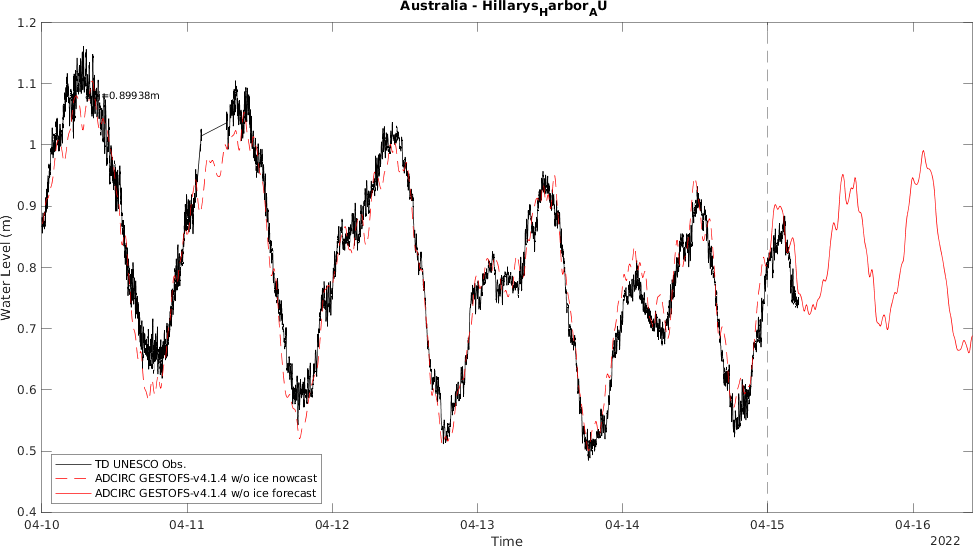 Australia - Hillarys_Harbor_AU
1.2
1.1
=0.89938m
1
0.9
0.8
Water Level (m)
0.7
0.6
0.5
TD UNESCO Obs.
ADCIRC GESTOFS-v4.1.4 w/o ice nowcast
ADCIRC GESTOFS-v4.1.4 w/o ice forecast
0.4
04-10 04-11 04-12 04-13 04-14 04-15 04-16
Time
2022